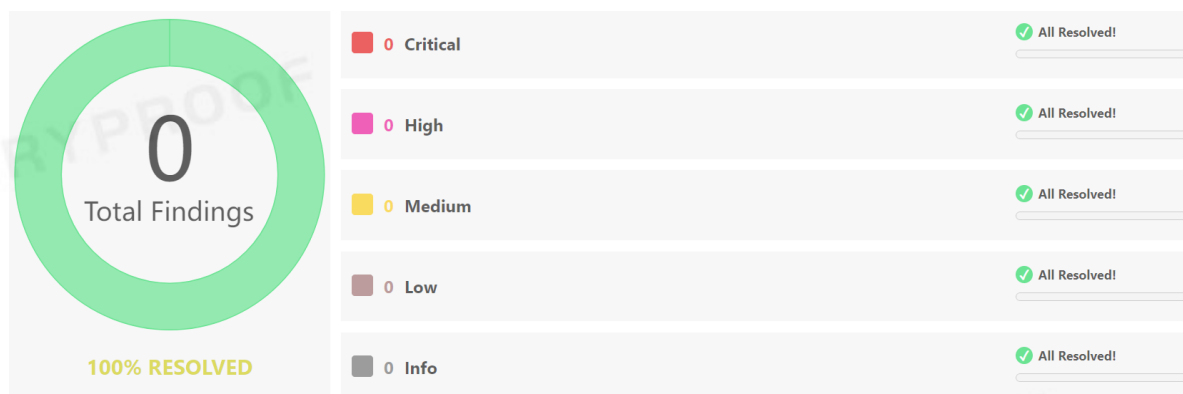 RYPROOF
0
Total Findings
100% RESOLVED
0 Critical
All Resolved!
0 High
All Resolved!
0 Medium
All Resolved!
0 Low
All Resolved!
0 Info
All Resolved!